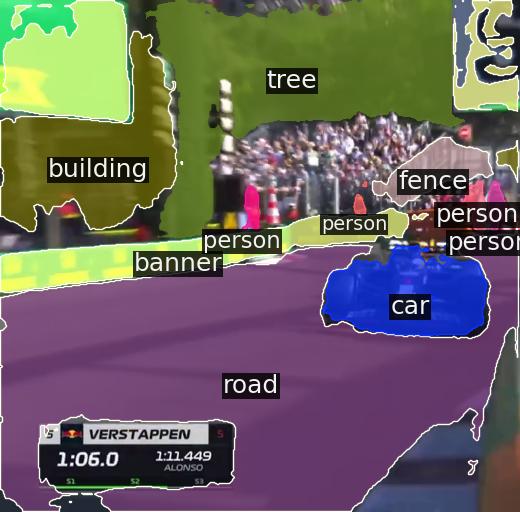 tree
building
fence
person
person
person
person
banner
car
road
5 VERSTAPPEN 5
1:06.0 1:11.449
ALONSO
S1 S2 S3